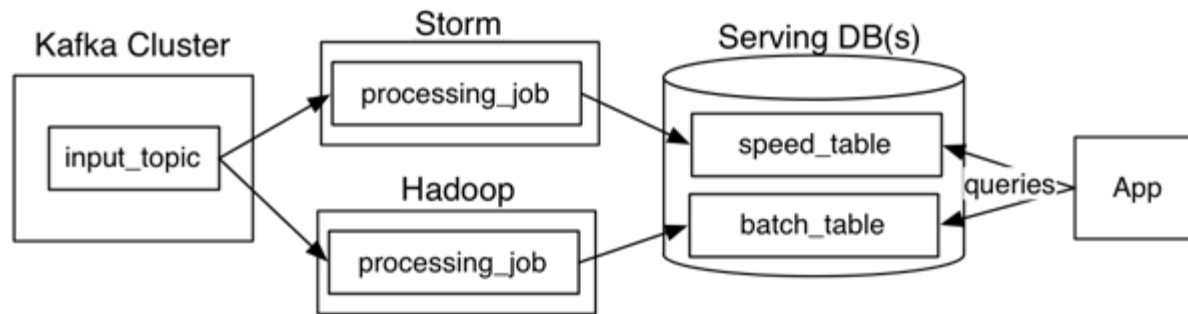 Kafka Cluster
input_topic
Storm
processing_job
Hadoop
processing_job
Serving DB(s)
speed_table
batch_table
queries
App